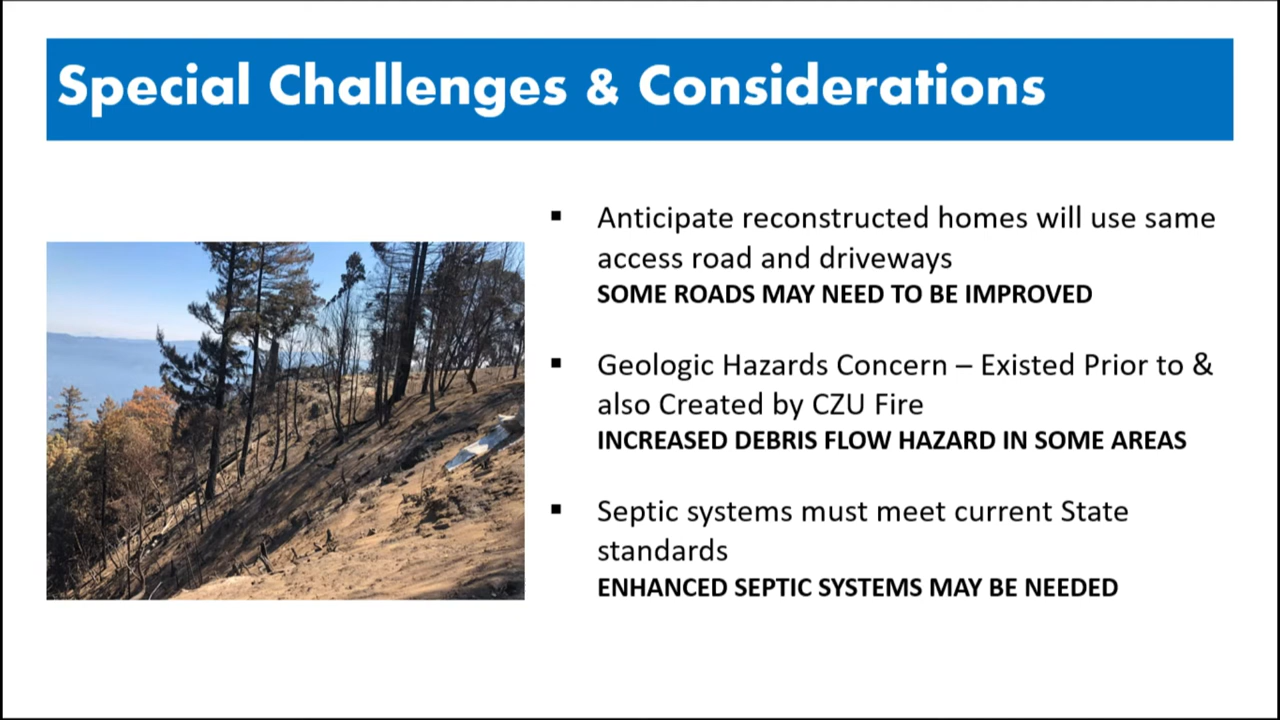 Special Challenges & Considerations
▪ Anticipate reconstructed homes will use same
access road and driveways
SOME ROADS MAY NEED TO BE IMPROVED
▪ Geologic Hazards Concern – Existed Prior to &
also Created by CZU Fire
INCREASED DEBRIS FLOW HAZARD IN SOME AREAS
▪ Septic systems must meet current State
standards
ENHANCED SEPTIC SYSTEMS MAY BE NEEDED